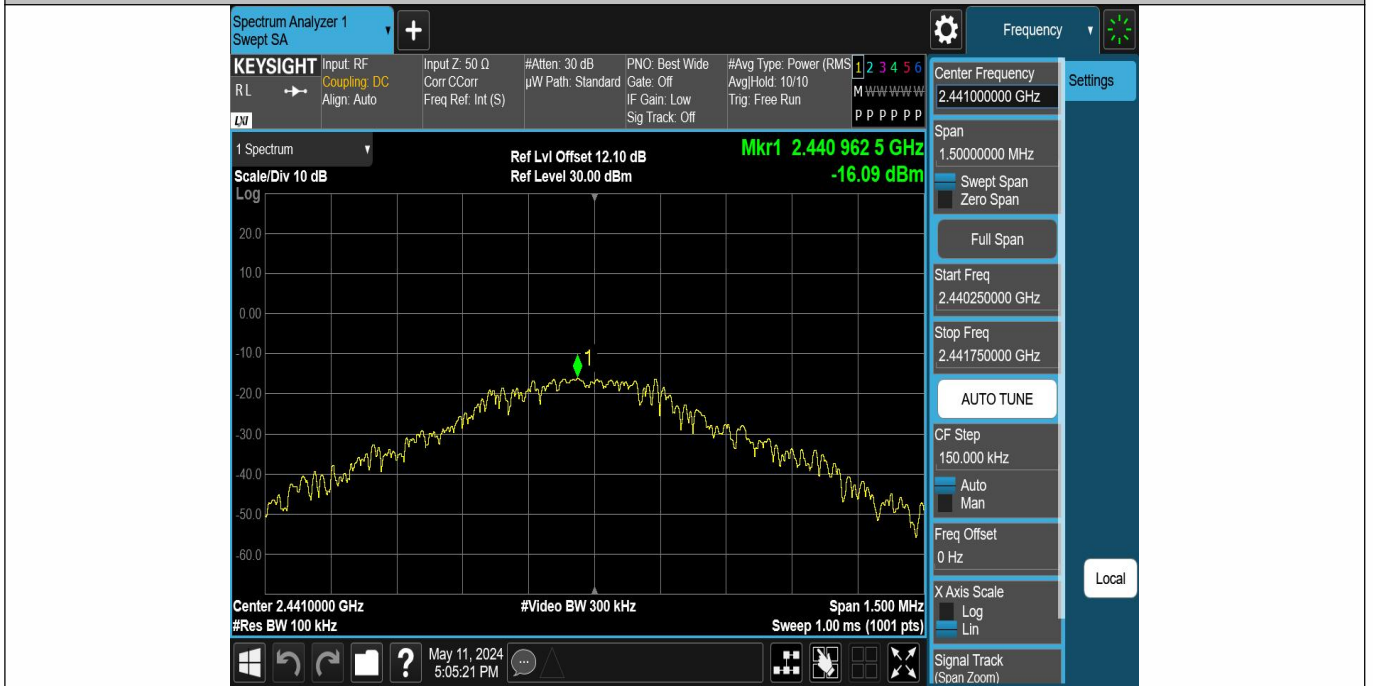 Spectrum Analyzer 1
Swept SA
+
Frequency
KEYSIGHT
RL
LXI
Input: RF
Coupling: DC
Align: Auto
Input Z: 50 Ω
Corr CCorr
Freq Ref: Int (S)
#Atten: 30 dB
µW Path: Standard
PNO: Best Wide
Gate: Off
IF Gain: Low
Sig Track: Off
#Avg Type: Power (RMS
Avg|Hold: 10/10
Trig: Free Run
1 2 3 4 5 6
M W W W W W
P P P P P P
1 Spectrum
Scale/Div 10 dB
Log
Ref Lvl Offset 12.10 dB
Ref Level 30.00 dBm
Mkr1 2.440 962 5 GHz
-16.09 dBm
20.0
10.0
0.00
-10.0
-20.0
-30.0
-40.0
-50.0
-60.0
1
Center 2.4410000 GHz
#Res BW 100 kHz
#Video BW 300 kHz
Span 1.500 MHz
Sweep 1.00 ms (1001 pts)
?
May 11, 2024
5:05:21 PM
Center Frequency
2.441000000 GHz
Span
1.50000000 MHz
Swept Span
Zero Span
Full Span
Start Freq
2.440250000 GHz
Stop Freq
2.441750000 GHz
AUTO TUNE
CF Step
150.000 kHz
Auto
Man
Freq Offset
0 Hz
X Axis Scale
Log
Lin
Signal Track
(Span Zoom)
Settings
Local